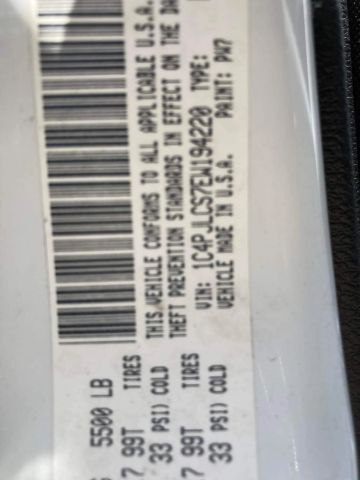 5500 LB
99T TIRES
33 PSI) COLD
7 99T TIRES
33 PSI) COLD
THIS VEHICLE CONFORMS TO ALL APPLICABLE U.S.A.
THEFT PREVENTION STANDARDS IN EFFECT ON THE DA
VIN: 1C4PJLCS7EW194220 TYPE:
VEHICLE MADE IN U.S.A. PAINT: PW7